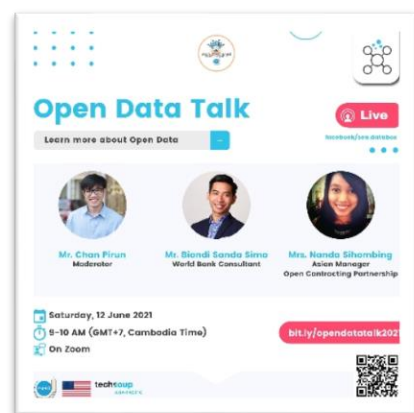 Open Data Talk
Live
Learn more about Open Data
Mr. Chan Pirun
Moderator
Mr. Biondi Sanda Sima
World Bank Consultant
Mrs. Nanda Sihombing
Asian Manager
Open Contracting Partnership
Saturday, 12 June 2021
9-10 AM (GMT+7, Cambodia Time)
On Zoom
bit.ly/opendatatalk2021
techsoup